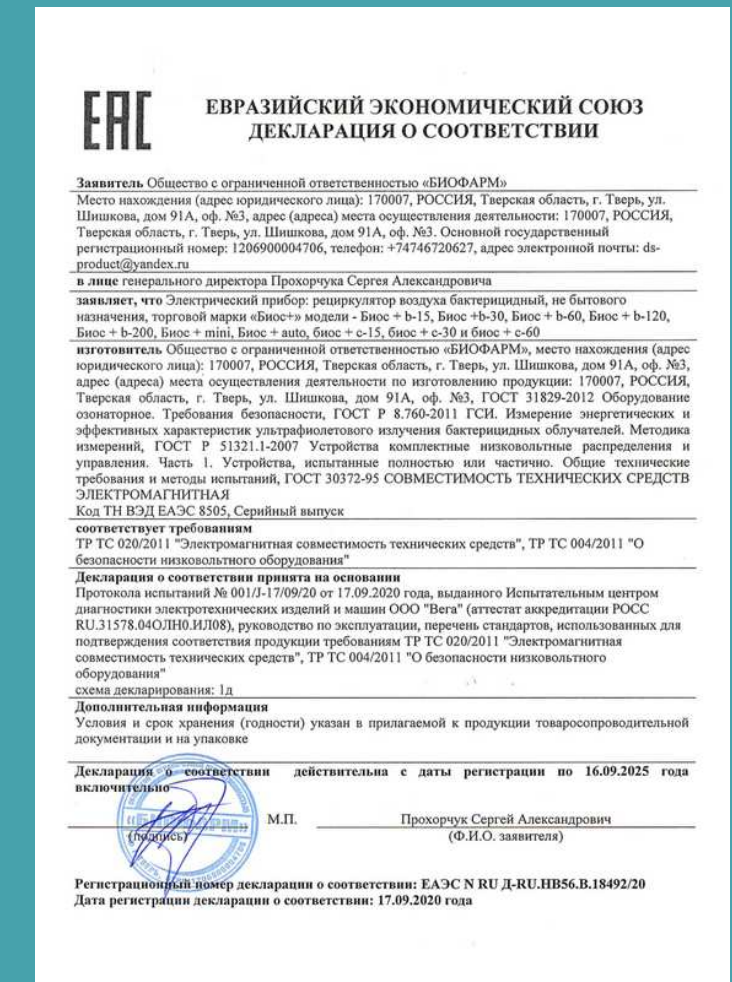 EAC
ЕВРАЗИЙСКИЙ ЭКОНОМИЧЕСКИЙ СОЮЗ
ДЕКЛАРАЦИЯ О СООТВЕТСТВИИ
Заявитель Общество с ограниченной ответственностью «БИОФАРМ»
Место нахождения (адрес юридического лица): 170007, РОССИЯ, Тверская область, г. Тверь, ул.
Шишкова, дом 91А, оф. №3, адрес (адреса) места осуществления деятельности: 170007, РОССИЯ,
Тверская область, г. Тверь, ул. Шишкова, дом 91А, оф. №3. Основной государственный
регистрационный номер: 1206900004706, телефон: +74746720627, адрес электронной почты: ds-
product@yandex.ru
в лице генерального директора Прохорчука Сергея Александровича
заявляет, что Электрический прибор: рециркулятор воздуха бактерицидный, не бытового
назначения, торговой марки «Биос+» модели - Биос + b-15, Биос +b-30, Биос + b-60, Биос + b-120,
Биос + b-200, Биос + mini, Биос + auto, биос + с-15, биос + с-30 и биос + с-60
изготовитель Общество с ограниченной ответственностью «БИОФАРМ», место нахождения (адрес
юридического лица): 170007, РОССИЯ, Тверская область, г. Тверь, ул. Шишкова, дом 91А, оф. №3,
адрес (адреса) места осуществления деятельности по изготовлению продукции: 170007, РОССИЯ,
Тверская область, г. Тверь, ул. Шишкова, дом 91А, оф. №3, ГОСТ 31829-2012 Оборудование
озонаторное. Требования безопасности, ГОСТ Р 8.760-2011 ГСИ. Измерение энергетических и
эффективных характеристик ультрафиолетового излучения бактерицидных облучателей. Методика
измерений, ГОСТ Р 51321.1-2007 Устройства комплектные низковольтные распределения и
управления. Часть 1. Устройства, испытанные полностью или частично. Общие технические
требования и методы испытаний, ГОСТ 30372-95 СОВМЕСТИМОСТЬ ТЕХНИЧЕСКИХ СРЕДСТВ
ЭЛЕКТРОМАГНИТНАЯ
Код ТН ВЭД ЕАЭС 8505, Серийный выпуск
соответствует требованиям
ТР ТС 020/2011 "Электромагнитная совместимость технических средств", ТР ТС 004/2011 "О
безопасности низковольтного оборудования"
Декларация о соответствии принята на основании
Протокола испытаний № 001/J-17/09/20 от 17.09.2020 года, выданного Испытательным центром
диагностики электротехнических изделий и машин ООО "Вега" (аттестат аккредитации РОСС
RU.31578.04ОЛН0.ИЛ08), руководство по эксплуатации, перечень стандартов, использованных для
подтверждения соответствия продукции требованиям ТР ТС 020/2011 "Электромагнитная
совместимость технических средств", ТР ТС 004/2011 "О безопасности низковольтного
оборудования"
схема декларирования: 1д
Дополнительная информация
Условия и срок хранения (годности) указан в прилагаемой к продукции товаросопроводительной
документации и на упаковке
Декларация о соответствии действительна с даты регистрации по 16.09.2025 года
включительно
«БИОФАРМ»
М.П.
Прохорчук Сергей Александрович
(подпись)
(Ф.И.О. заявителя)
Регистрационный номер декларации о соответствии: ЕАЭС N RU Д-RU.НВ56.В.18492/20
Дата регистрации декларации о соответствии: 17.09.2020 года